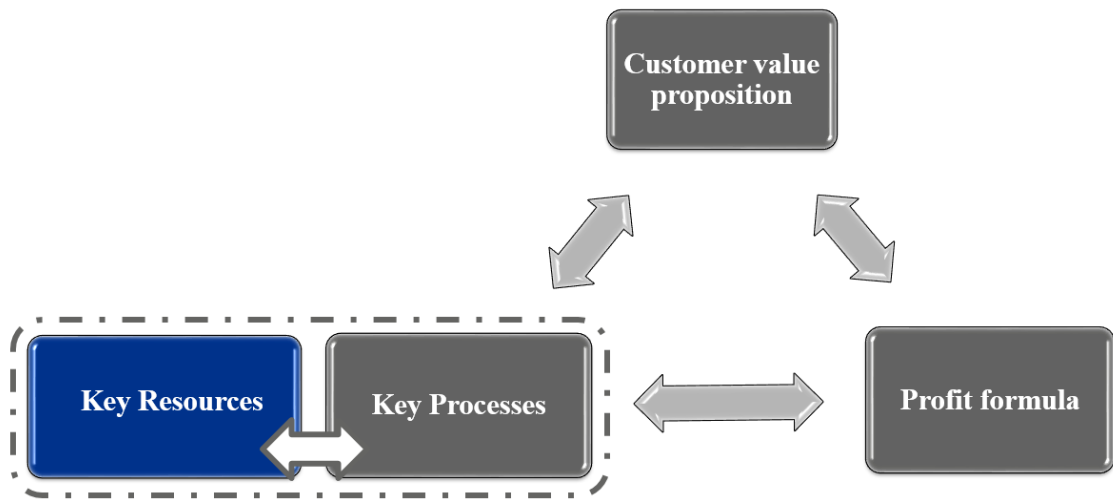 Customer value
proposition
Key Resources
Key Processes
Profit formula